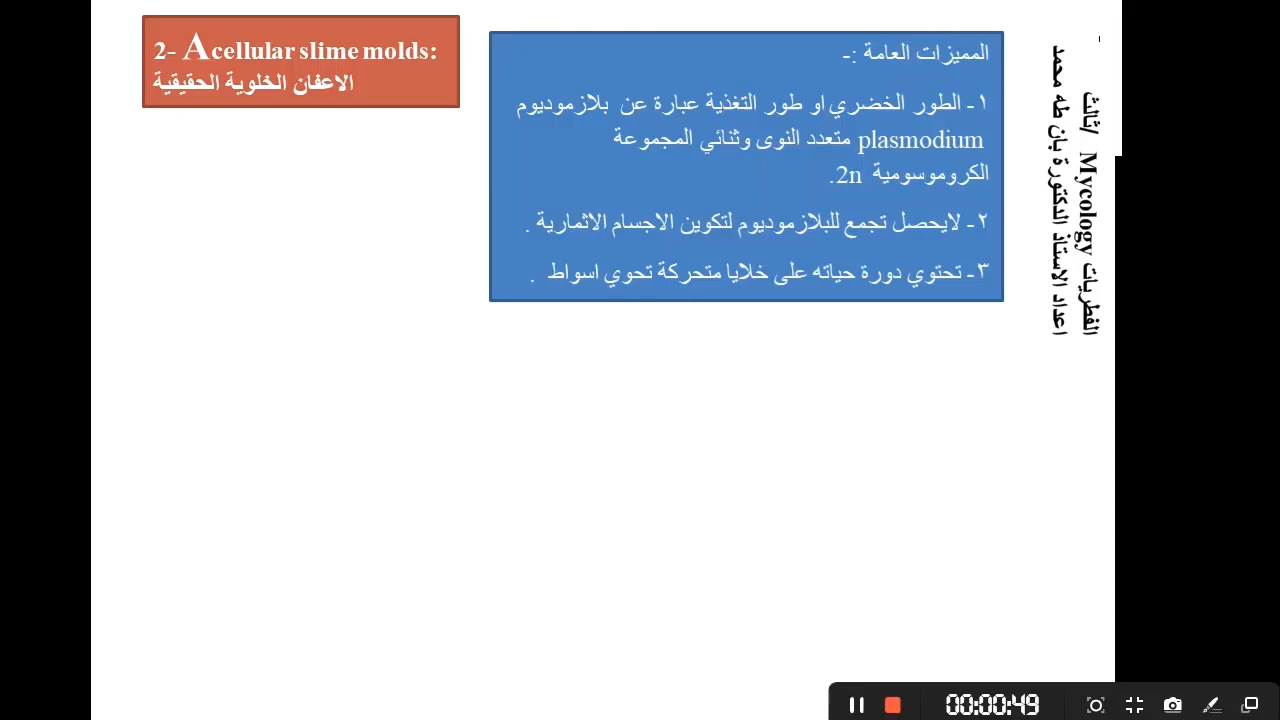 2- Acellular slime molds:
الاعفان الخلوية الحقيقية
المميزات العامة :-
١- الطور الخضري او طور التغذية عبارة عن بلازموديوم
plasmodium متعدد النوى وثنائي المجموعة
الكروموسومية 2n.
٢- لايحصل تجمع للبلازموديوم لتكوين الاجسام الاثمارية .
٣- تحتوي دورة حياته على خلايا متحركة تحوي اسواط .
الفطريات Mycology /ثالث
اعداد الاستاذ الدكتورة بان طه محمد
00:00:49